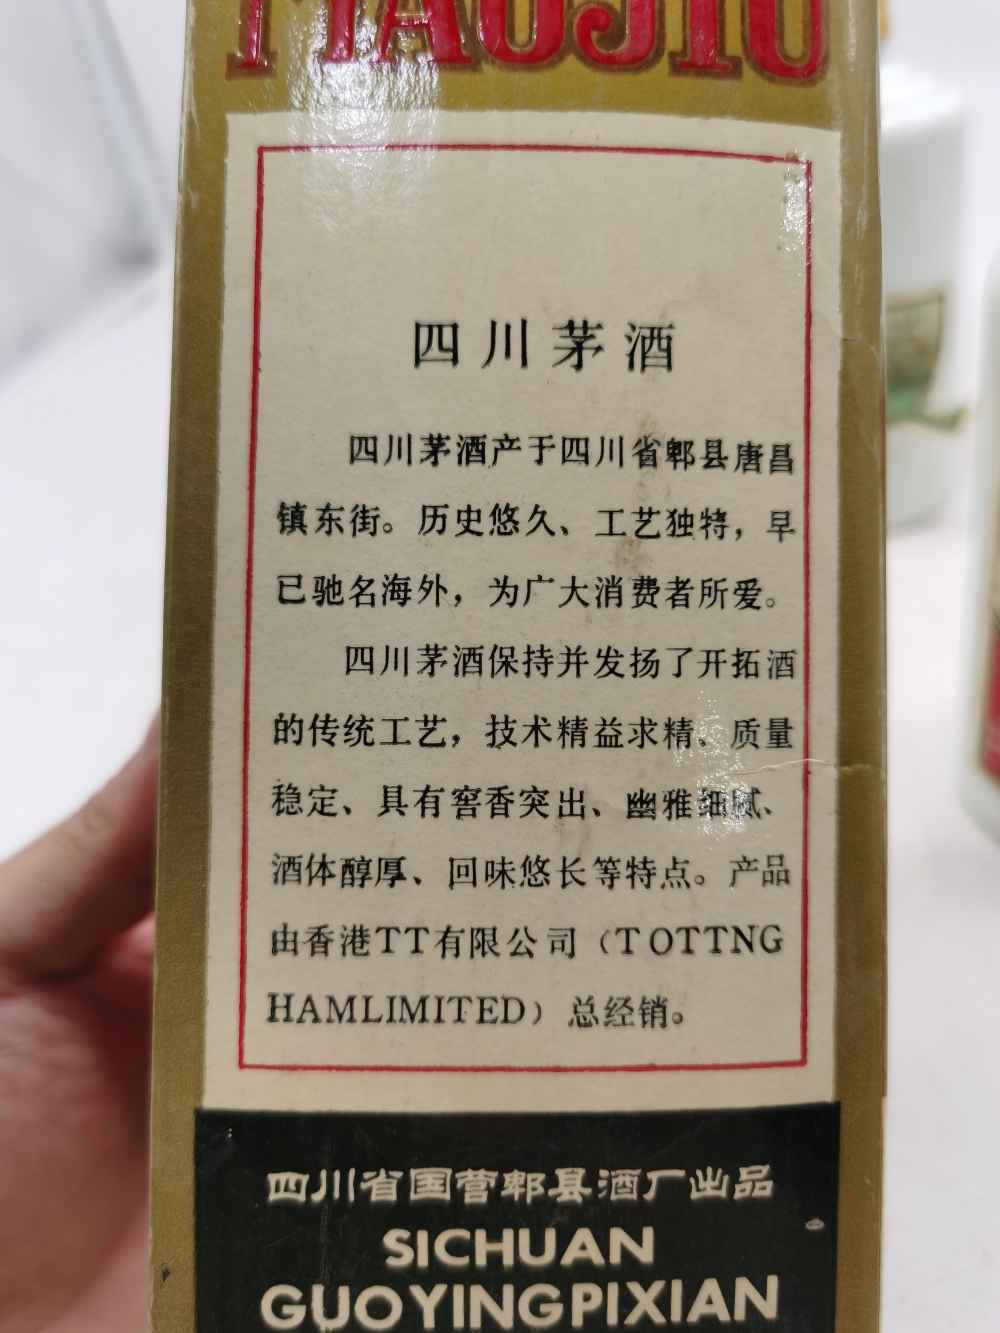 MAOJIU
四川茅酒
四川茅酒产于四川省郫县唐昌
镇东街。历史悠久、工艺独特，早
已驰名海外，为广大消费者所爱。
四川茅酒保持并发扬了开拓酒
的传统工艺，技术精益求精、质量
稳定、具有窖香突出、幽雅细腻、
酒体醇厚、回味悠长等特点。产品
由香港TT有限公司（TOTTNG
HAMLIMITED）总经销。
四川省国营郫县酒厂出品
SICHUAN
GUOYINGPIXIAN